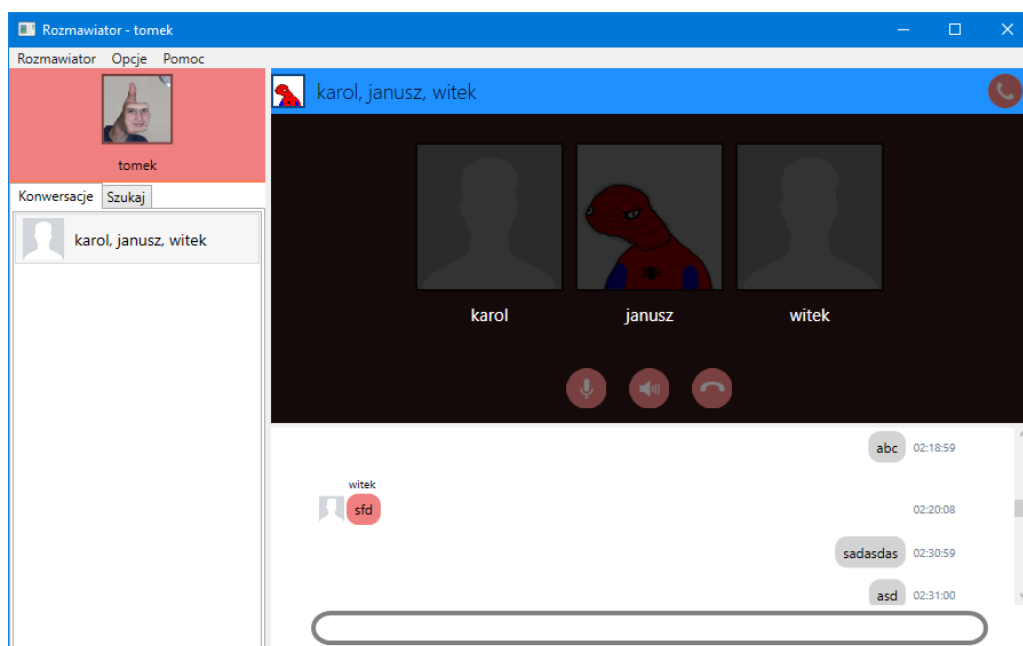 Rozmawiator - tomek
Rozmawiator Opcje Pomoc
tomek
Konwersacje Szukaj
karol, janusz, witek
karol, janusz, witek
karol janusz witek
abc 02:18:59
witek
sfd 02:20:08
sadasdas 02:30:59
asd 02:31:00